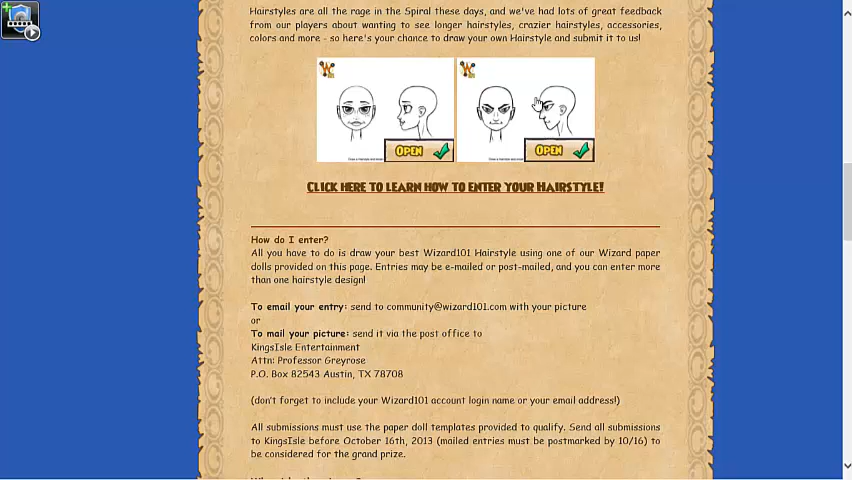 Hairstyles are all the rage in the Spiral these days, and we've had lots of great feedback
from our players about wanting to see longer hairstyles, crazier hairstyles, accessories,
colors and more - so here's your chance to draw your own Hairstyle and submit it to us!
OPEN OPEN
CLICK HERE TO LEARN HOW TO ENTER YOUR HAIRSTYLE!
How do I enter?
All you have to do is draw your best Wizard101 Hairstyle using one of our Wizard paper
dolls provided on this page. Entries may be e-mailed or post-mailed, and you can enter more
than one hairstyle design!
To email your entry: send to community@wizard101.com with your picture
or
To mail your picture: send it via the post office to
KingsIsle Entertainment
Attn: Professor Greyrose
P.O. Box 82543 Austin, TX 78708
(don't forget to include your Wizard101 account login name or your email address!)
All submissions must use the paper doll templates provided to qualify. Send all submissions
to KingsIsle before October 16th, 2013 (mailed entries must be postmarked by 10/16) to
be considered for the grand prize.